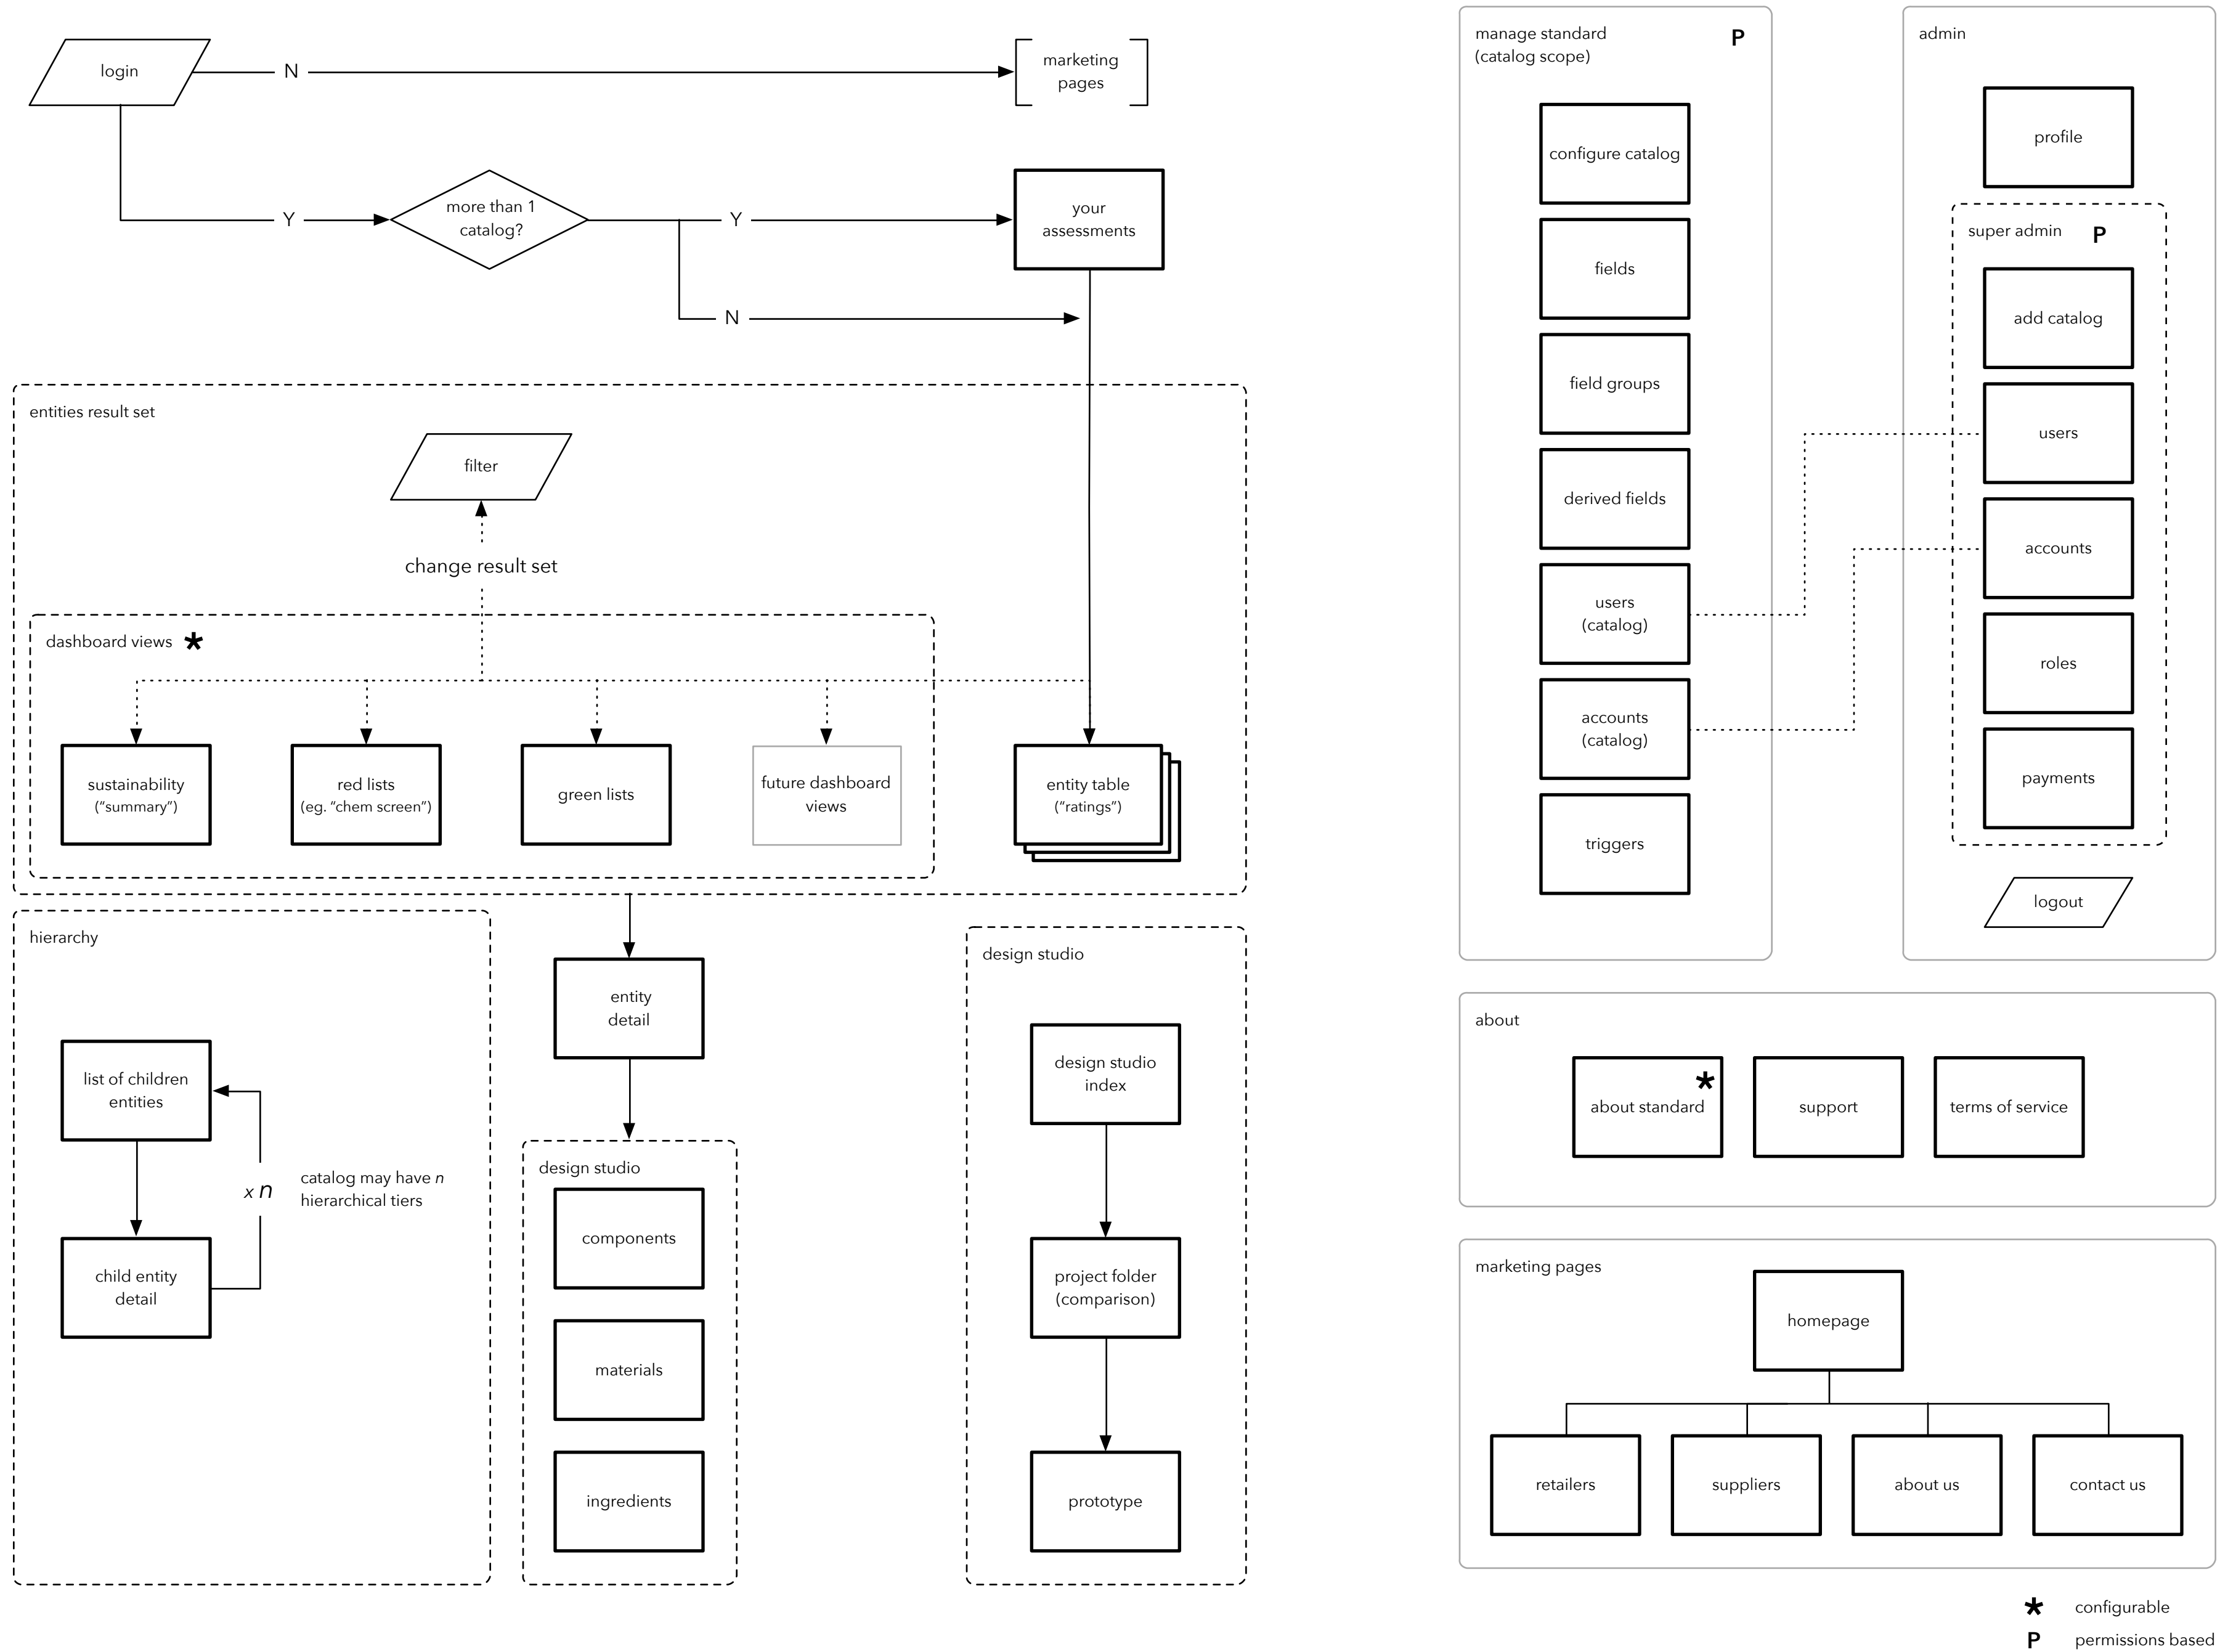 login
N
marketing
pages
Y
more than 1
catalog?
Y
your
assessments
N
entities result set
filter
change result set
dashboard views *
sustainability
(“summary”)
red lists
(eg. “chem screen”)
green lists
future dashboard
views
entity table
(“ratings”)
hierarchy
list of children
entities
x n
catalog may have n
hierarchical tiers
child entity
detail
entity
detail
design studio
components
materials
ingredients
design studio
design studio
index
project folder
(comparison)
prototype
manage standard
(catalog scope)
P
configure catalog
fields
field groups
derived fields
users
(catalog)
accounts
(catalog)
triggers
admin
profile
super admin P
add catalog
users
accounts
roles
payments
logout
about
*
about standard
support
terms of service
marketing pages
homepage
retailers
suppliers
about us
contact us
* configurable
P permissions based